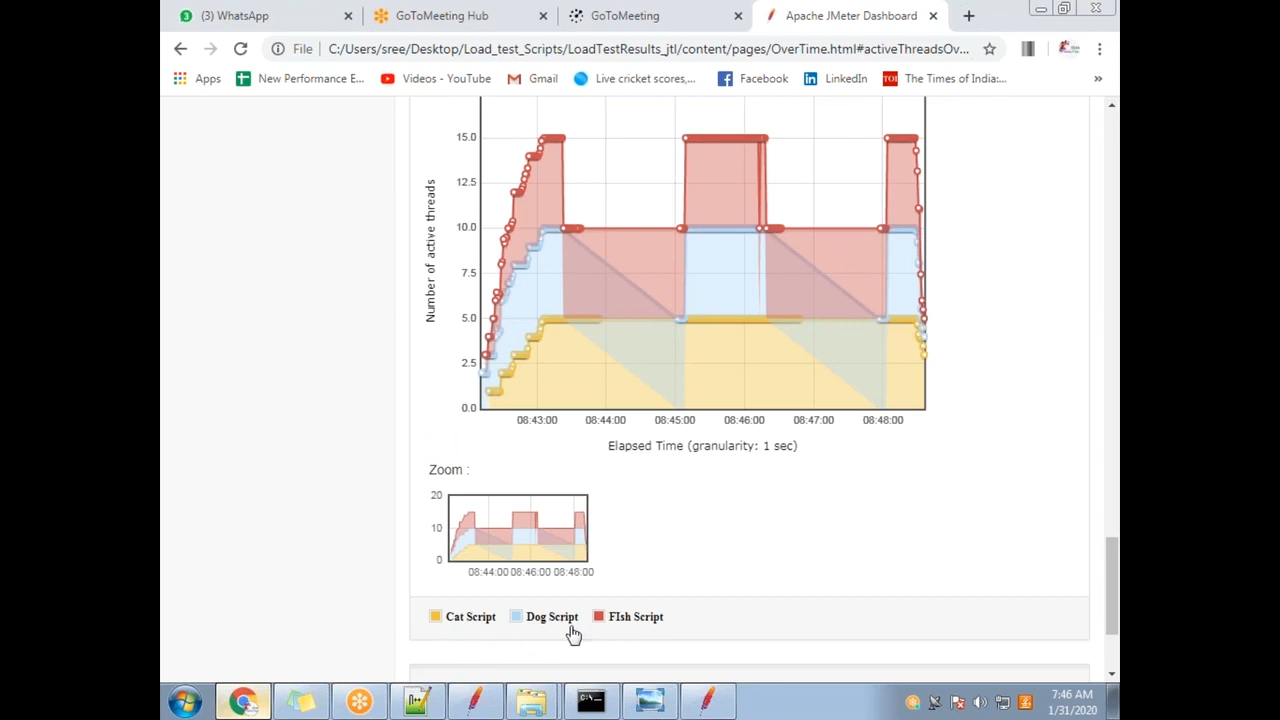 (3) WhatsApp
GoToMeeting Hub
GoToMeeting
Apache JMeter Dashboard
File
C:/Users/sree/Desktop/Load_test_Scripts/LoadTestResults_jtl/content/pages/OverTime.html#activeThreadsOv...
Apps
New Performance E...
Videos - YouTube
Gmail
Live cricket scores,...
Facebook
LinkedIn
TOI
The Times of India:...
Number of active threads
15.0
12.5
10.0
7.5
5.0
2.5
0.0
08:43:00 08:44:00 08:45:00 08:46:00 08:47:00 08:48:00
Elapsed Time (granularity: 1 sec)
Zoom :
20
10
0
08:44:00 08:46:00 08:48:00
Cat Script Dog Script FIsh Script
7:46 AM
1/31/2020